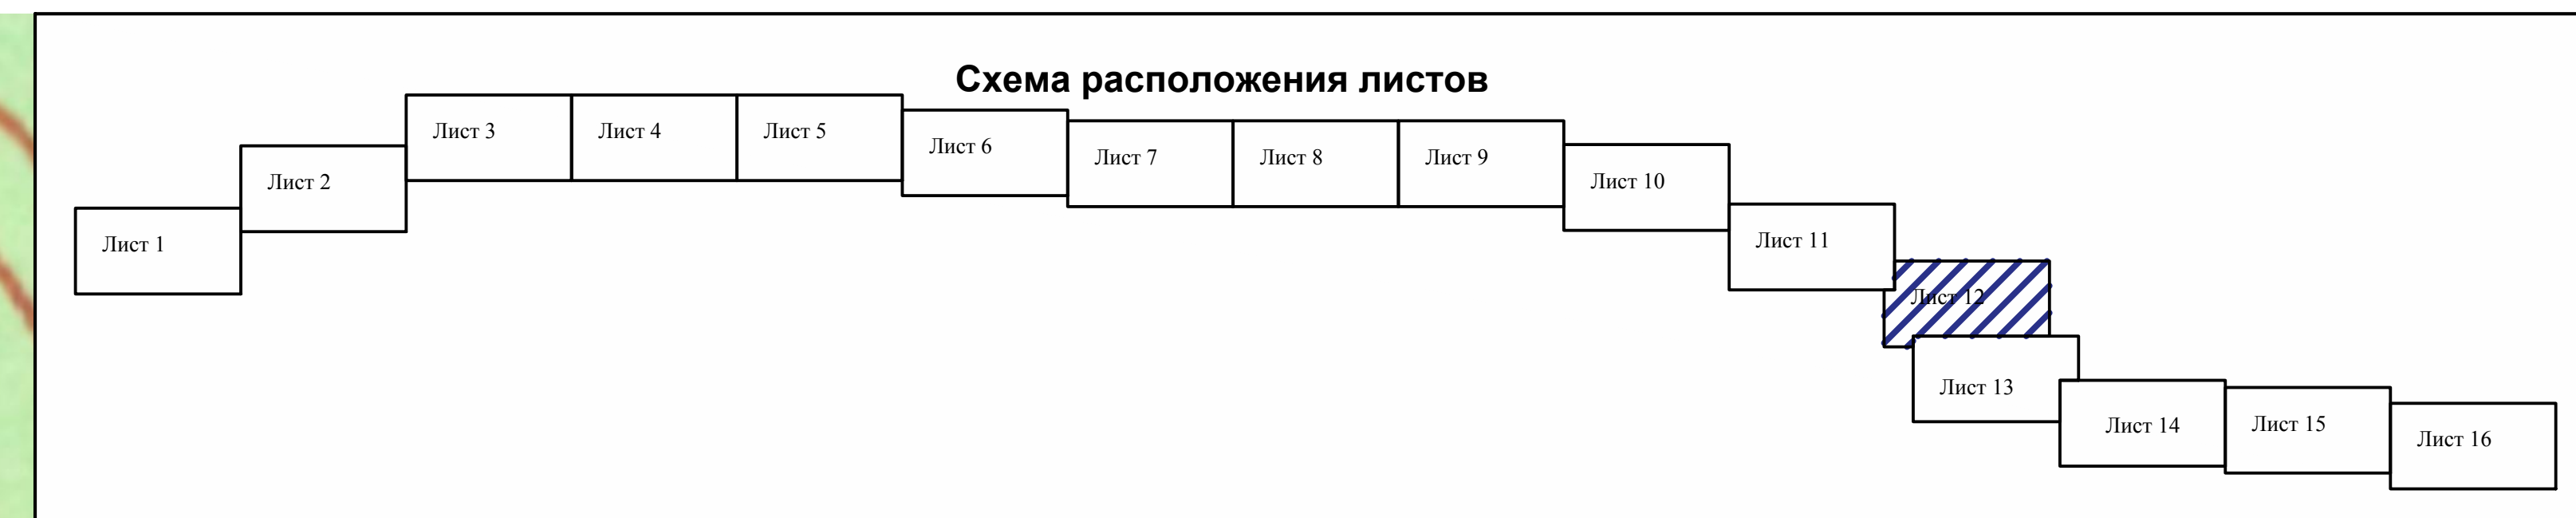 Схема расположения листов
Лист 1
Лист 2
Лист 3
Лист 4
Лист 5
Лист 6
Лист 7
Лист 8
Лист 9
Лист 10
Лист 11
Лист 12
Лист 13
Лист 14
Лист 15
Лист 16